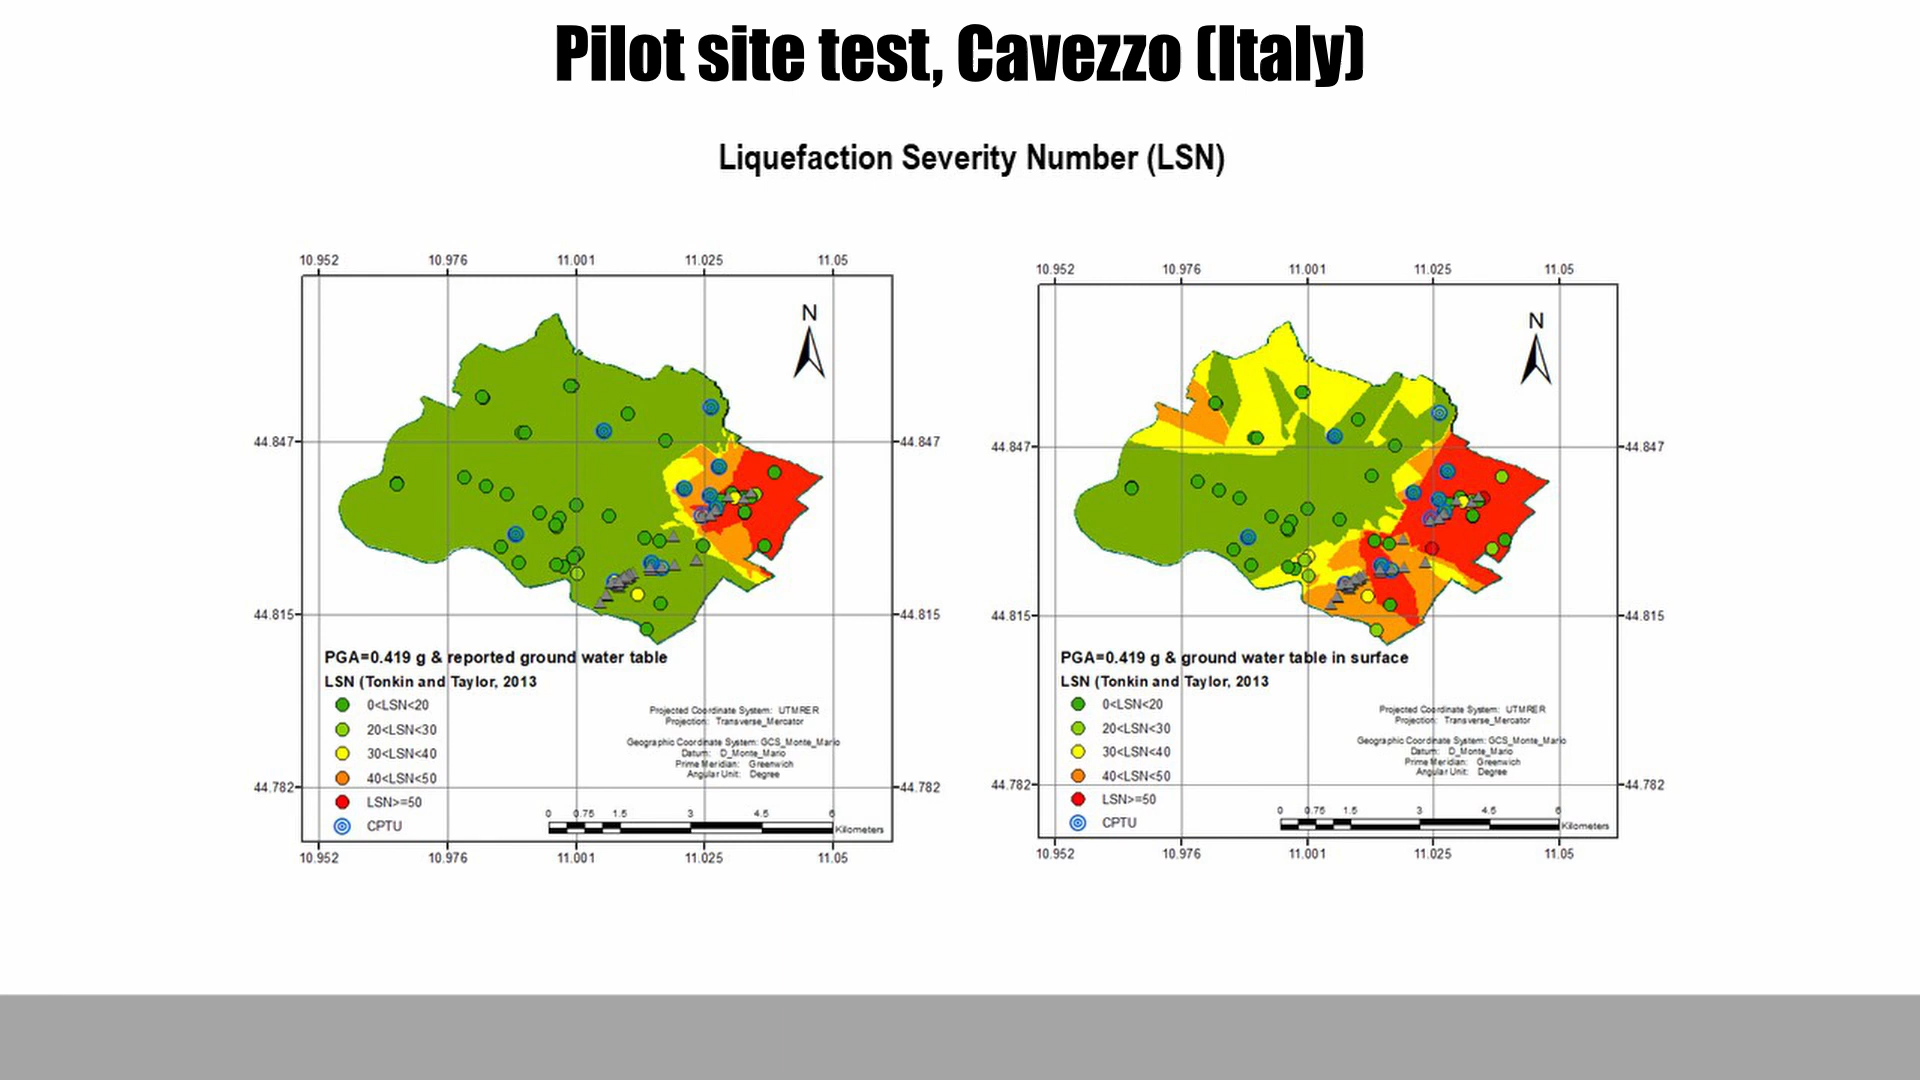 Pilot site test, Cavezzo (Italy)
Liquefaction Severity Number (LSN)
10.952 10.976 11.001 11.025 11.05
N
44.847 44.847
44.815 44.815
PGA=0.419 g & reported ground water table
LSN (Tonkin and Taylor, 2013
0<LSN<20
20<LSN<30
30<LSN<40
40<LSN<50
LSN>=50
CPTU
Projected Coordinate System: UTMRER
Projection: Transverse_Mercator
Geographic Coordinate System: GCS_Monte_Mario
Datum: D_Monte_Mario
Prime Meridian: Greenwich
Angular Unit: Degree
44.782 44.782
0 0.75 1.5 3 4.5 6
Kilometers
10.952 10.976 11.001 11.025 11.05
10.952 10.976 11.001 11.025 11.05
N
44.847 44.847
44.815 44.815
PGA=0.419 g & ground water table in surface
LSN (Tonkin and Taylor, 2013
0<LSN<20
20<LSN<30
30<LSN<40
40<LSN<50
LSN>=50
CPTU
Projected Coordinate System: UTMRER
Projection: Transverse_Mercator
Geographic Coordinate System: GCS_Monte_Mario
Datum: D_Monte_Mario
Prime Meridian: Greenwich
Angular Unit: Degree
44.782 44.782
0 0.75 1.5 3 4.5 6
Kilometers
10.952 10.976 11.001 11.025 11.05